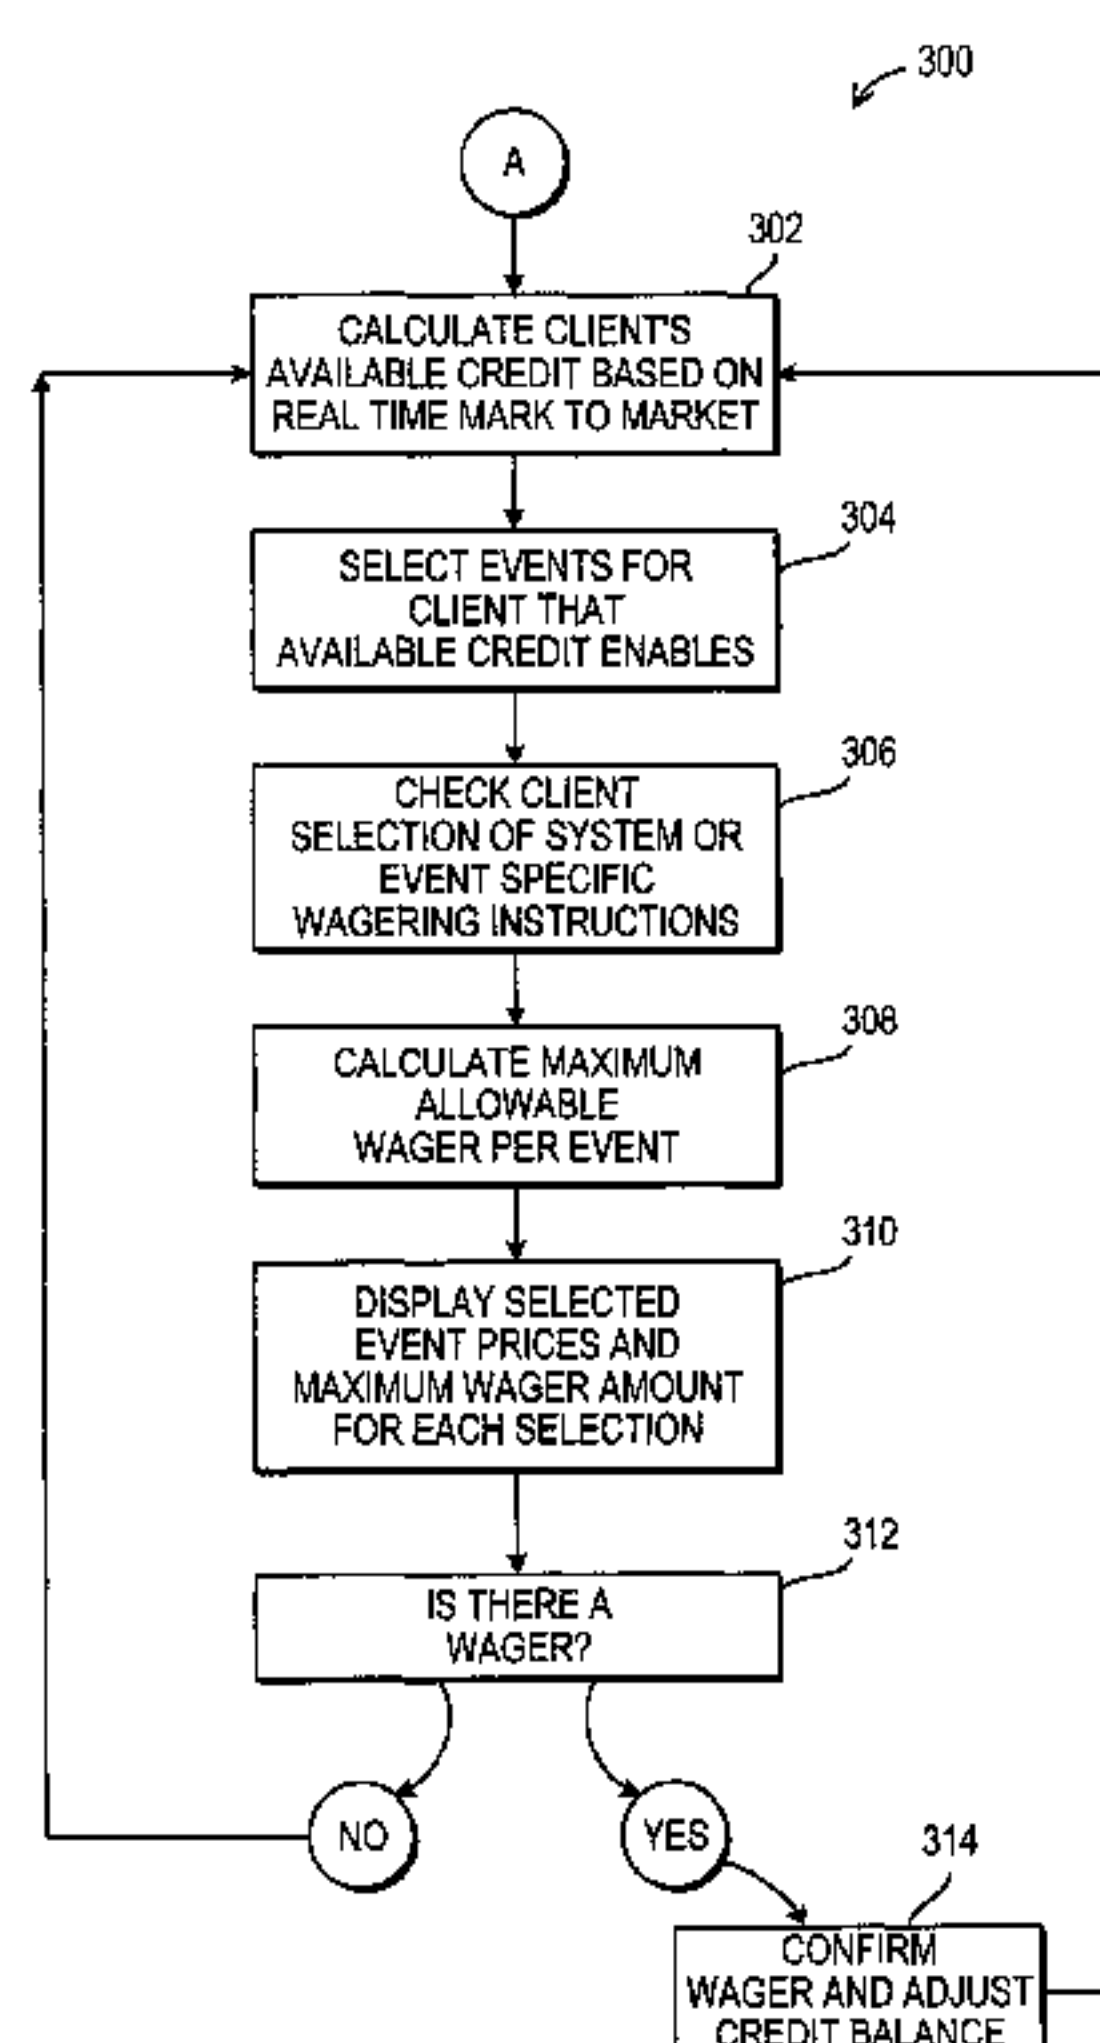 300
A
302
CALCULATE CLIENT'S
AVAILABLE CREDIT BASED ON
REAL TIME MARK TO MARKET
304
SELECT EVENTS FOR
CLIENT THAT
AVAILABLE CREDIT ENABLES
306
CHECK CLIENT
SELECTION OF SYSTEM OR
EVENT SPECIFIC
WAGERING INSTRUCTIONS
308
CALCULATE MAXIMUM
ALLOWABLE
WAGER PER EVENT
310
DISPLAY SELECTED
EVENT PRICES AND
MAXIMUM WAGER AMOUNT
FOR EACH SELECTION
312
IS THERE A
WAGER?
NO
YES
314
CONFIRM
WAGER AND ADJUST
CREDIT BALANCE